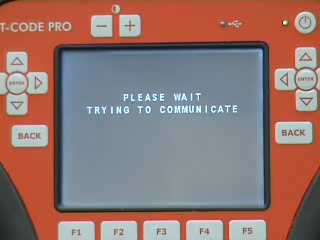 T-CODE PRO
PLEASE WAIT
TRYING TO COMMUNICATE
ENTER
ENTER
BACK
BACK
F1 F2 F3 F4 F5